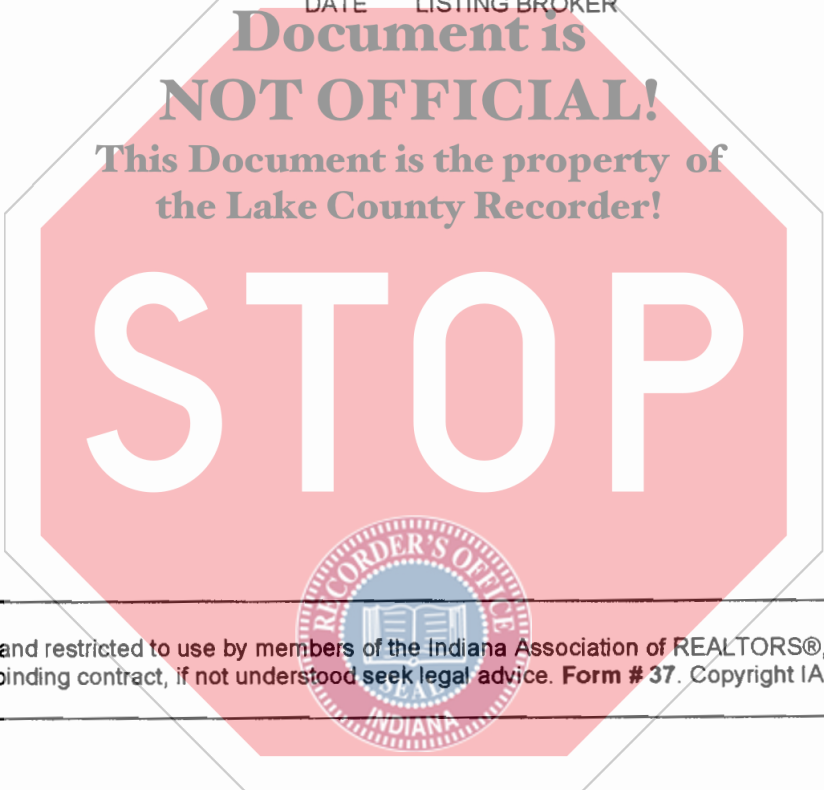 DATE LISTING BROKER
Document is
NOT OFFICIAL!
This Document is the property of
the Lake County Recorder!
STOP
RECORDER'S OFFICE
SEAL
INDIANA
and restricted to use by members of the Indiana Association of REALTORS®,
binding contract, if not understood seek legal advice. Form # 37. Copyright IA